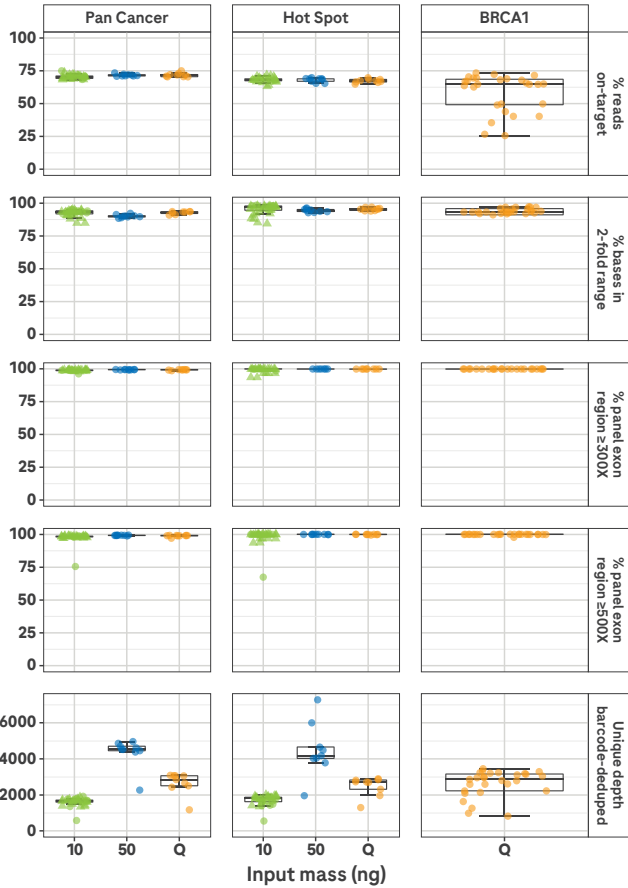 Pan Cancer
Hot Spot
BRCA1
100
75
50
25
0
% reads
on-target
100
75
50
25
0
% bases in
2-fold range
100
75
50
25
0
% panel exon
region ≥300X
100
75
50
25
0
% panel exon
region ≥500X
6000
4000
2000
0
Unique depth
barcode-deduped
10 50 Q
10 50 Q
Q
Input mass (ng)